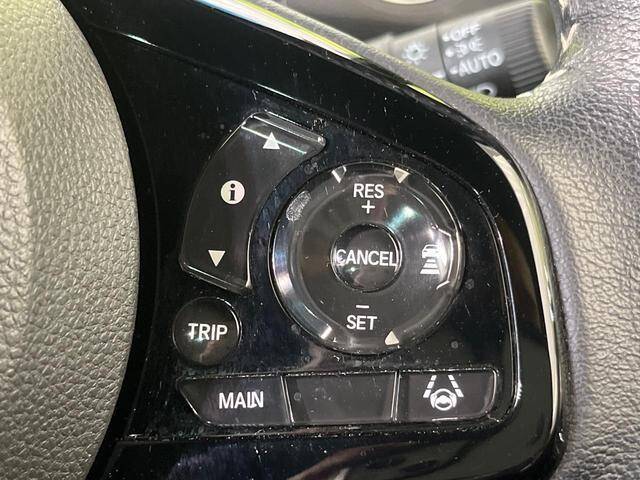 OFF
AUTO
i
RES
+
CANCEL
−
SET
TRIP
MAIN